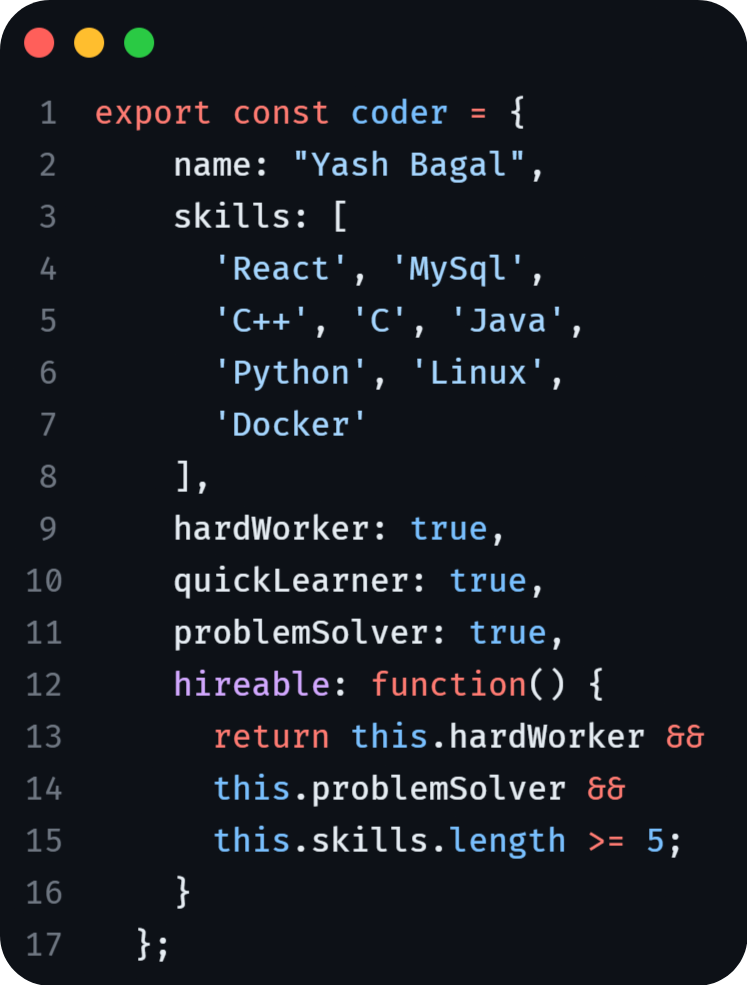 1 export const coder = {
2 name: "Yash Bagal",
3 skills: [
4 'React', 'MySql',
5 'C++', 'C', 'Java',
6 'Python', 'Linux',
7 'Docker'
8 ],
9 hardWorker: true,
10 quickLearner: true,
11 problemSolver: true,
12 hireable: function() {
13 return this.hardWorker &&
14 this.problemSolver &&
15 this.skills.length >= 5;
16 }
17 };